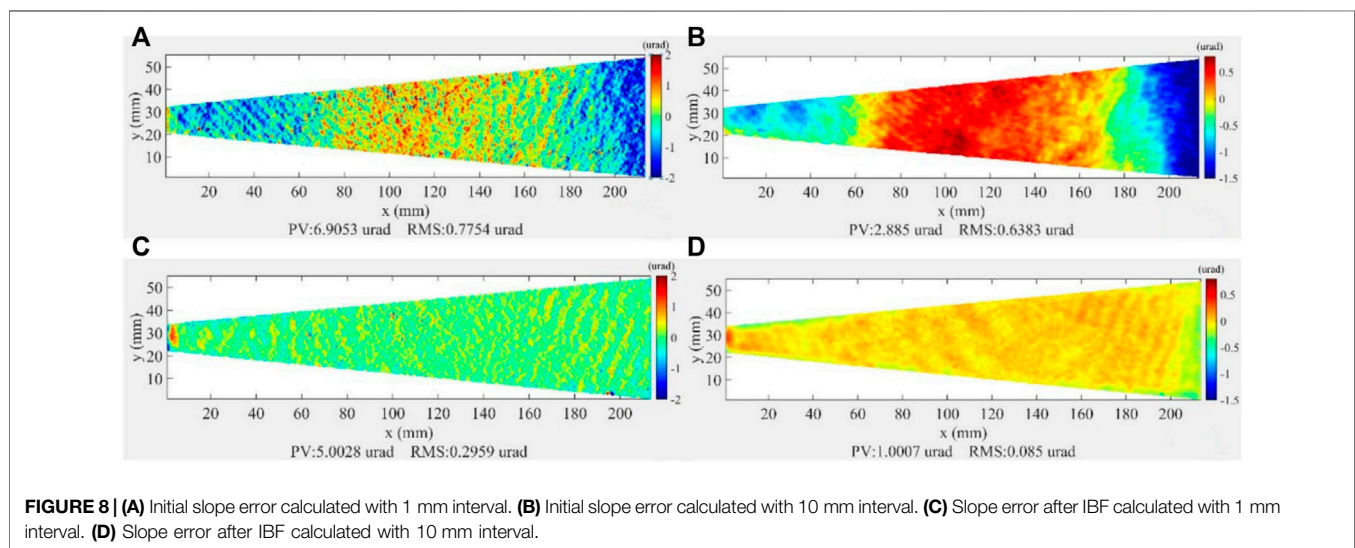 A
(urad)
2
1
0
-1
-2
50
40
30
20
10
y (mm)
20 40 60 80 100 120 140 160 180 200
x (mm)
PV:6.9053 urad RMS:0.7754 urad
B
(urad)
0.5
0
-0.5
-1
-1.5
50
40
30
20
10
y (mm)
20 40 60 80 100 120 140 160 180 200
x (mm)
PV:2.885 urad RMS:0.6383 urad
C
(urad)
2
1
0
-1
-2
50
40
30
20
10
y (mm)
20 40 60 80 100 120 140 160 180 200
x (mm)
PV:5.0028 urad RMS:0.2959 urad
D
(urad)
0.5
0
-0.5
-1
-1.5
50
40
30
20
10
y (mm)
20 40 60 80 100 120 140 160 180 200
x (mm)
PV:1.0007 urad RMS:0.085 urad
FIGURE 8 | (A) Initial slope error calculated with 1 mm interval. (B) Initial slope error calculated with 10 mm interval. (C) Slope error after IBF calculated with 1 mm
interval. (D) Slope error after IBF calculated with 10 mm interval.